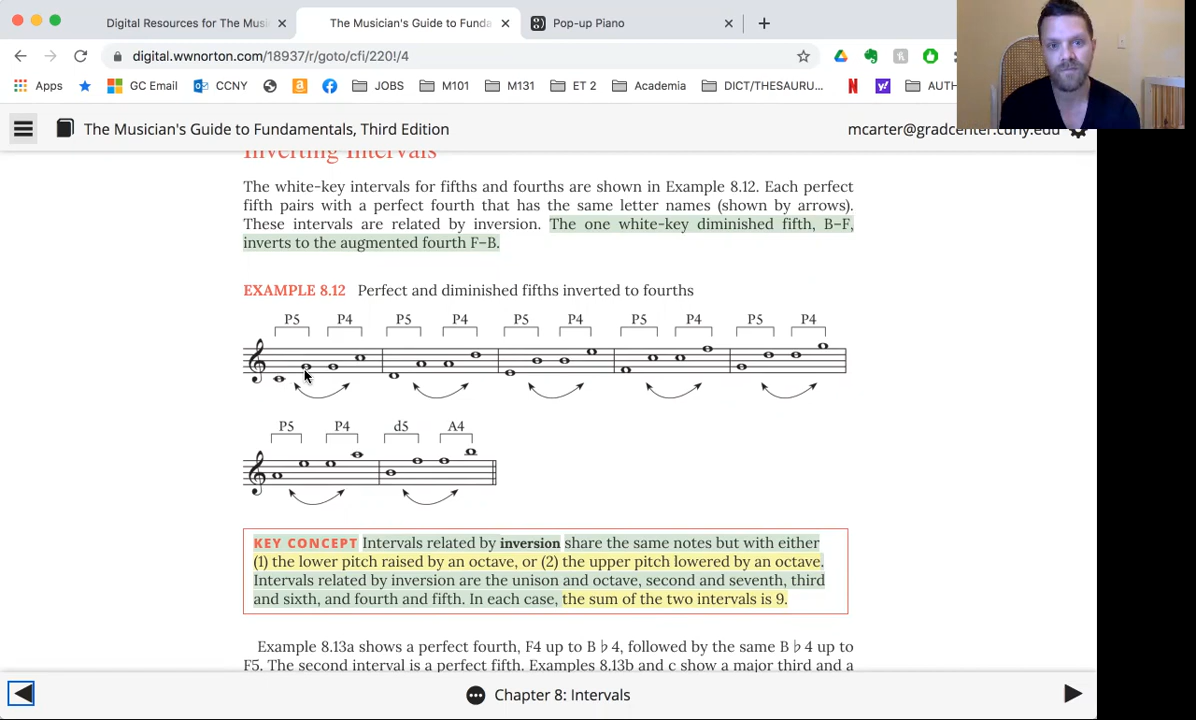 Digital Resources for The Musi
The Musician's Guide to Funda
Pop-up Piano
digital.wwnorton.com/18937/r/goto/cfi/220!/4
Apps
GC Email
CCNY
JOBS
M101
M131
ET 2
Academia
DICT/THESAURU...
AUTH
The Musician's Guide to Fundamentals, Third Edition
mcarter@gradcenter.cuny.edu
Inverting Intervals
The white-key intervals for fifths and fourths are shown in Example 8.12. Each perfect
fifth pairs with a perfect fourth that has the same letter names (shown by arrows).
These intervals are related by inversion. The one white-key diminished fifth, B–F,
inverts to the augmented fourth F–B.
EXAMPLE 8.12 Perfect and diminished fifths inverted to fourths
P5 P4 P5 P4 P5 P4 P5 P4 P5 P4
P5 P4 d5 A4
KEY CONCEPT Intervals related by inversion share the same notes but with either
(1) the lower pitch raised by an octave, or (2) the upper pitch lowered by an octave.
Intervals related by inversion are the unison and octave, second and seventh, third
and sixth, and fourth and fifth. In each case, the sum of the two intervals is 9.
Example 8.13a shows a perfect fourth, F4 up to B♭4, followed by the same B♭4 up to
F5. The second interval is a perfect fifth. Examples 8.13b and c show a major third and a
Chapter 8: Intervals